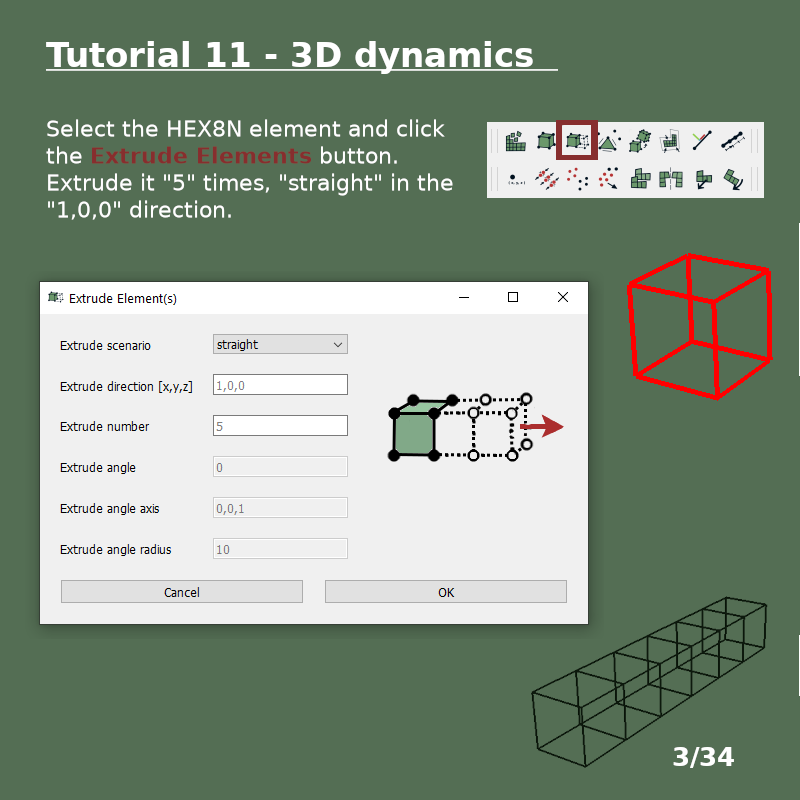 Tutorial 11 - 3D dynamics
Select the HEX8N element and click
the Extrude Elements button.
Extrude it "5" times, "straight" in the
"1,0,0" direction.
Extrude Element(s)
Extrude scenario
straight
Extrude direction [x,y,z]
1,0,0
Extrude number
5
Extrude angle
0
Extrude angle axis
0,0,1
Extrude angle radius
10
Cancel
OK
3/34